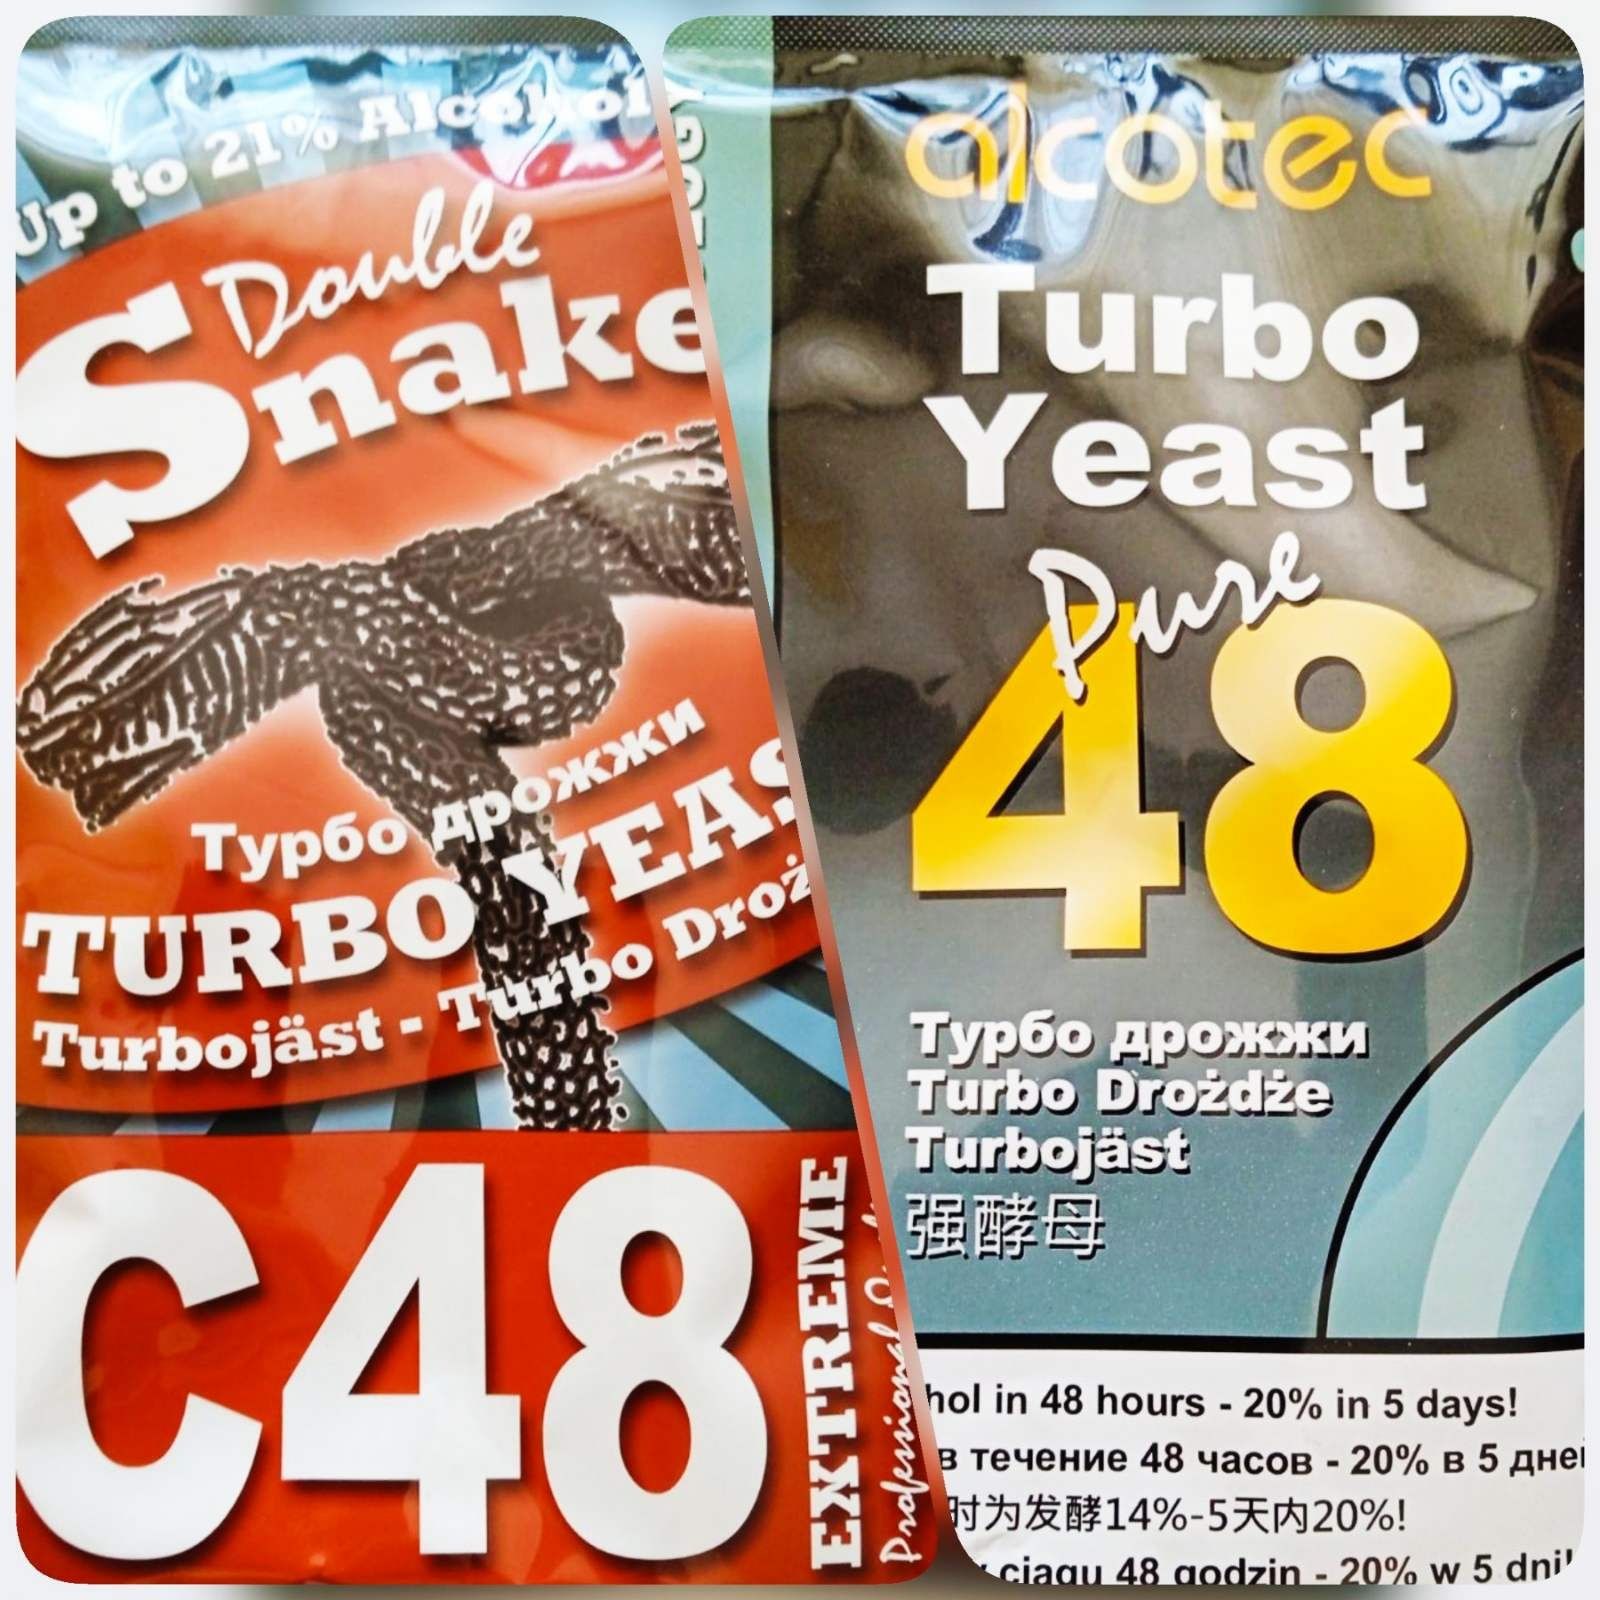 Up to 21% Alcohol
Double
Snake
Турбо дрожжи
TURBO YEAS
Turbojäst - Turbo Droż
C48
EXTREME
Professional
alcotec
Turbo
Yeast
Pure
48
Турбо дрожжи
Turbo Drożdże
Turbojäst
强酵母
hol in 48 hours - 20% in 5 days!
в течение 48 часов - 20% в 5 дне
时为发酵14%-5天内20%!
ciągu 48 godzin - 20% w 5 dni!